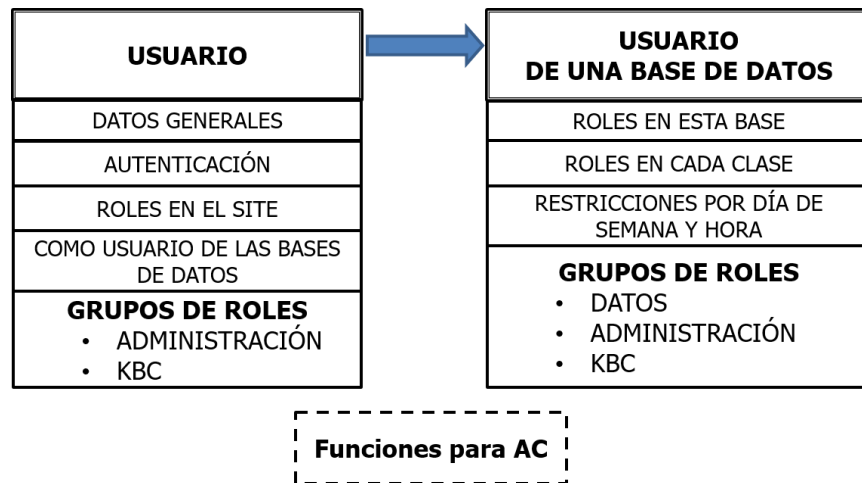 USUARIO
DATOS GENERALES
AUTENTICACIÓN
ROLES EN EL SITE
COMO USUARIO DE LAS BASES
DE DATOS
GRUPOS DE ROLES
• ADMINISTRACIÓN
• KBC
USUARIO
DE UNA BASE DE DATOS
ROLES EN ESTA BASE
ROLES EN CADA CLASE
RESTRICCIONES POR DÍA DE
SEMANA Y HORA
GRUPOS DE ROLES
• DATOS
• ADMINISTRACIÓN
• KBC
Funciones para AC